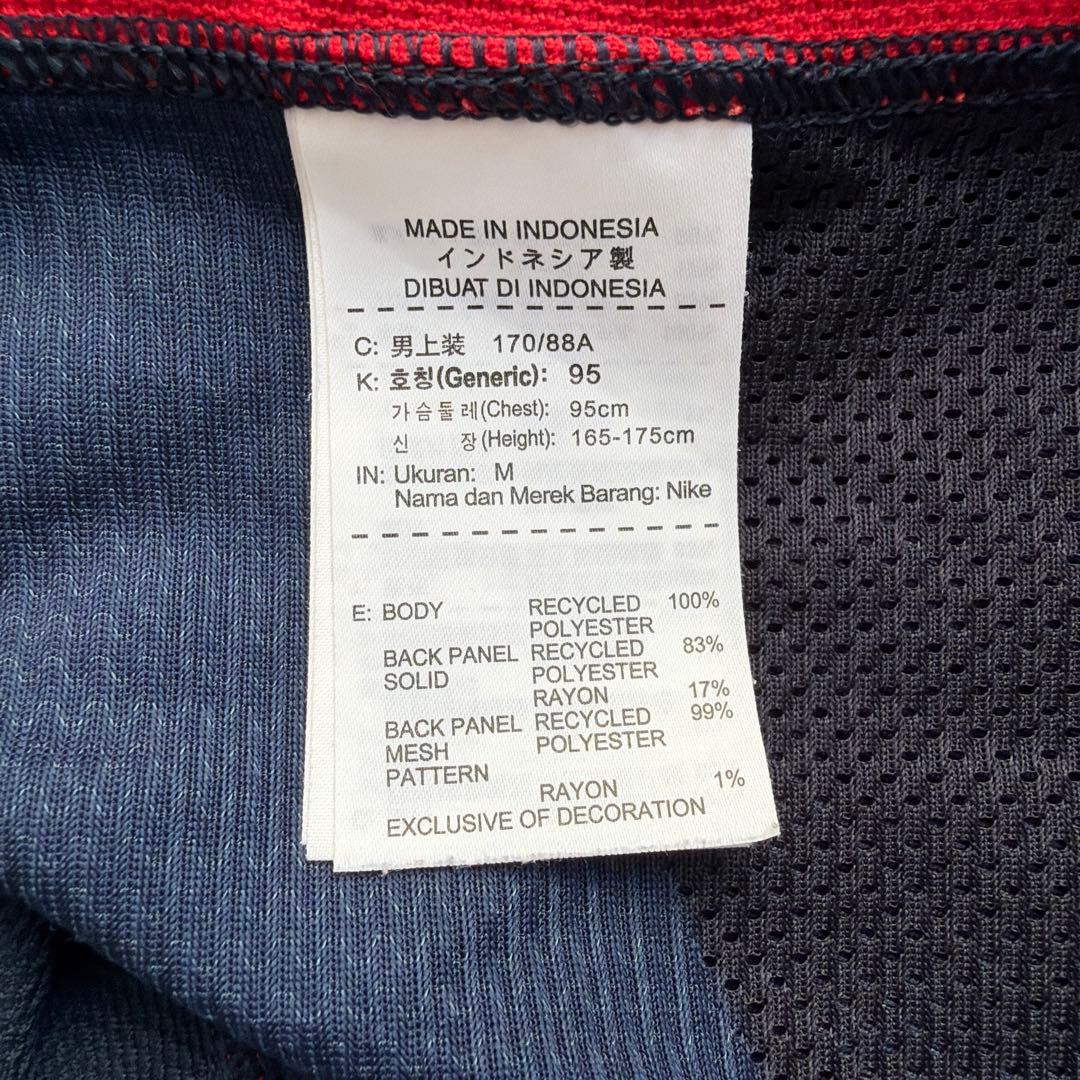 MADE IN INDONESIA
インドネシア製
DIBUAT DI INDONESIA
C: 男上装 170/88A
K: 호칭(Generic): 95
가슴둘레(Chest): 95cm
신 장(Height): 165-175cm
IN: Ukuran: M
Nama dan Merek Barang: Nike
E: BODY RECYCLED 100%
POLYESTER
BACK PANEL RECYCLED 83%
SOLID POLYESTER
RAYON 17%
BACK PANEL RECYCLED 99%
MESH POLYESTER
PATTERN
RAYON 1%
EXCLUSIVE OF DECORATION